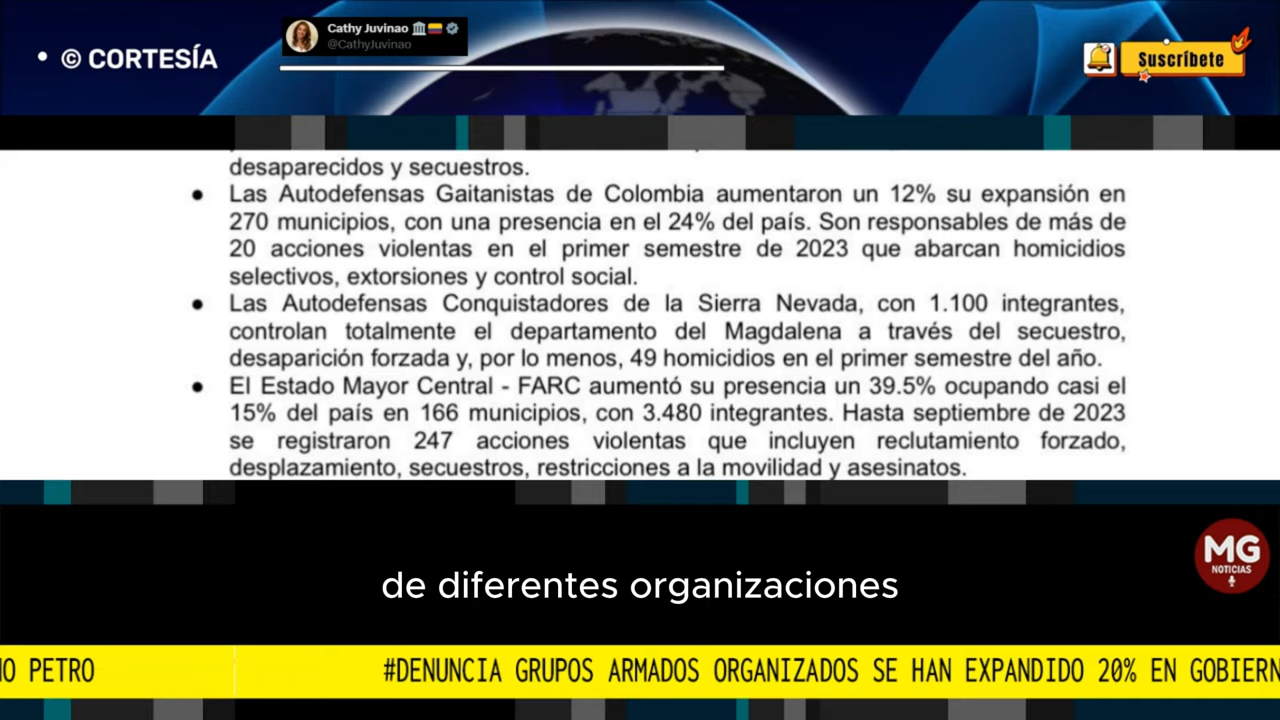 Cathy Juvinao
@CathyJuvinao
• © CORTESÍA
Suscríbete
desaparecidos y secuestros.
● Las Autodefensas Gaitanistas de Colombia aumentaron un 12% su expansión en
270 municipios, con una presencia en el 24% del país. Son responsables de más de
20 acciones violentas en el primer semestre de 2023 que abarcan homicidios
selectivos, extorsiones y control social.
● Las Autodefensas Conquistadores de la Sierra Nevada, con 1.100 integrantes,
controlan totalmente el departamento del Magdalena a través del secuestro,
desaparición forzada y, por lo menos, 49 homicidios en el primer semestre del año.
● El Estado Mayor Central - FARC aumentó su presencia un 39.5% ocupando casi el
15% del país en 166 municipios, con 3.480 integrantes. Hasta septiembre de 2023
se registraron 247 acciones violentas que incluyen reclutamiento forzado,
desplazamiento, secuestros, restricciones a la movilidad y asesinatos.
MG
NOTICIAS
de diferentes organizaciones
O PETRO #DENUNCIA GRUPOS ARMADOS ORGANIZADOS SE HAN EXPANDIDO 20% EN GOBIERN